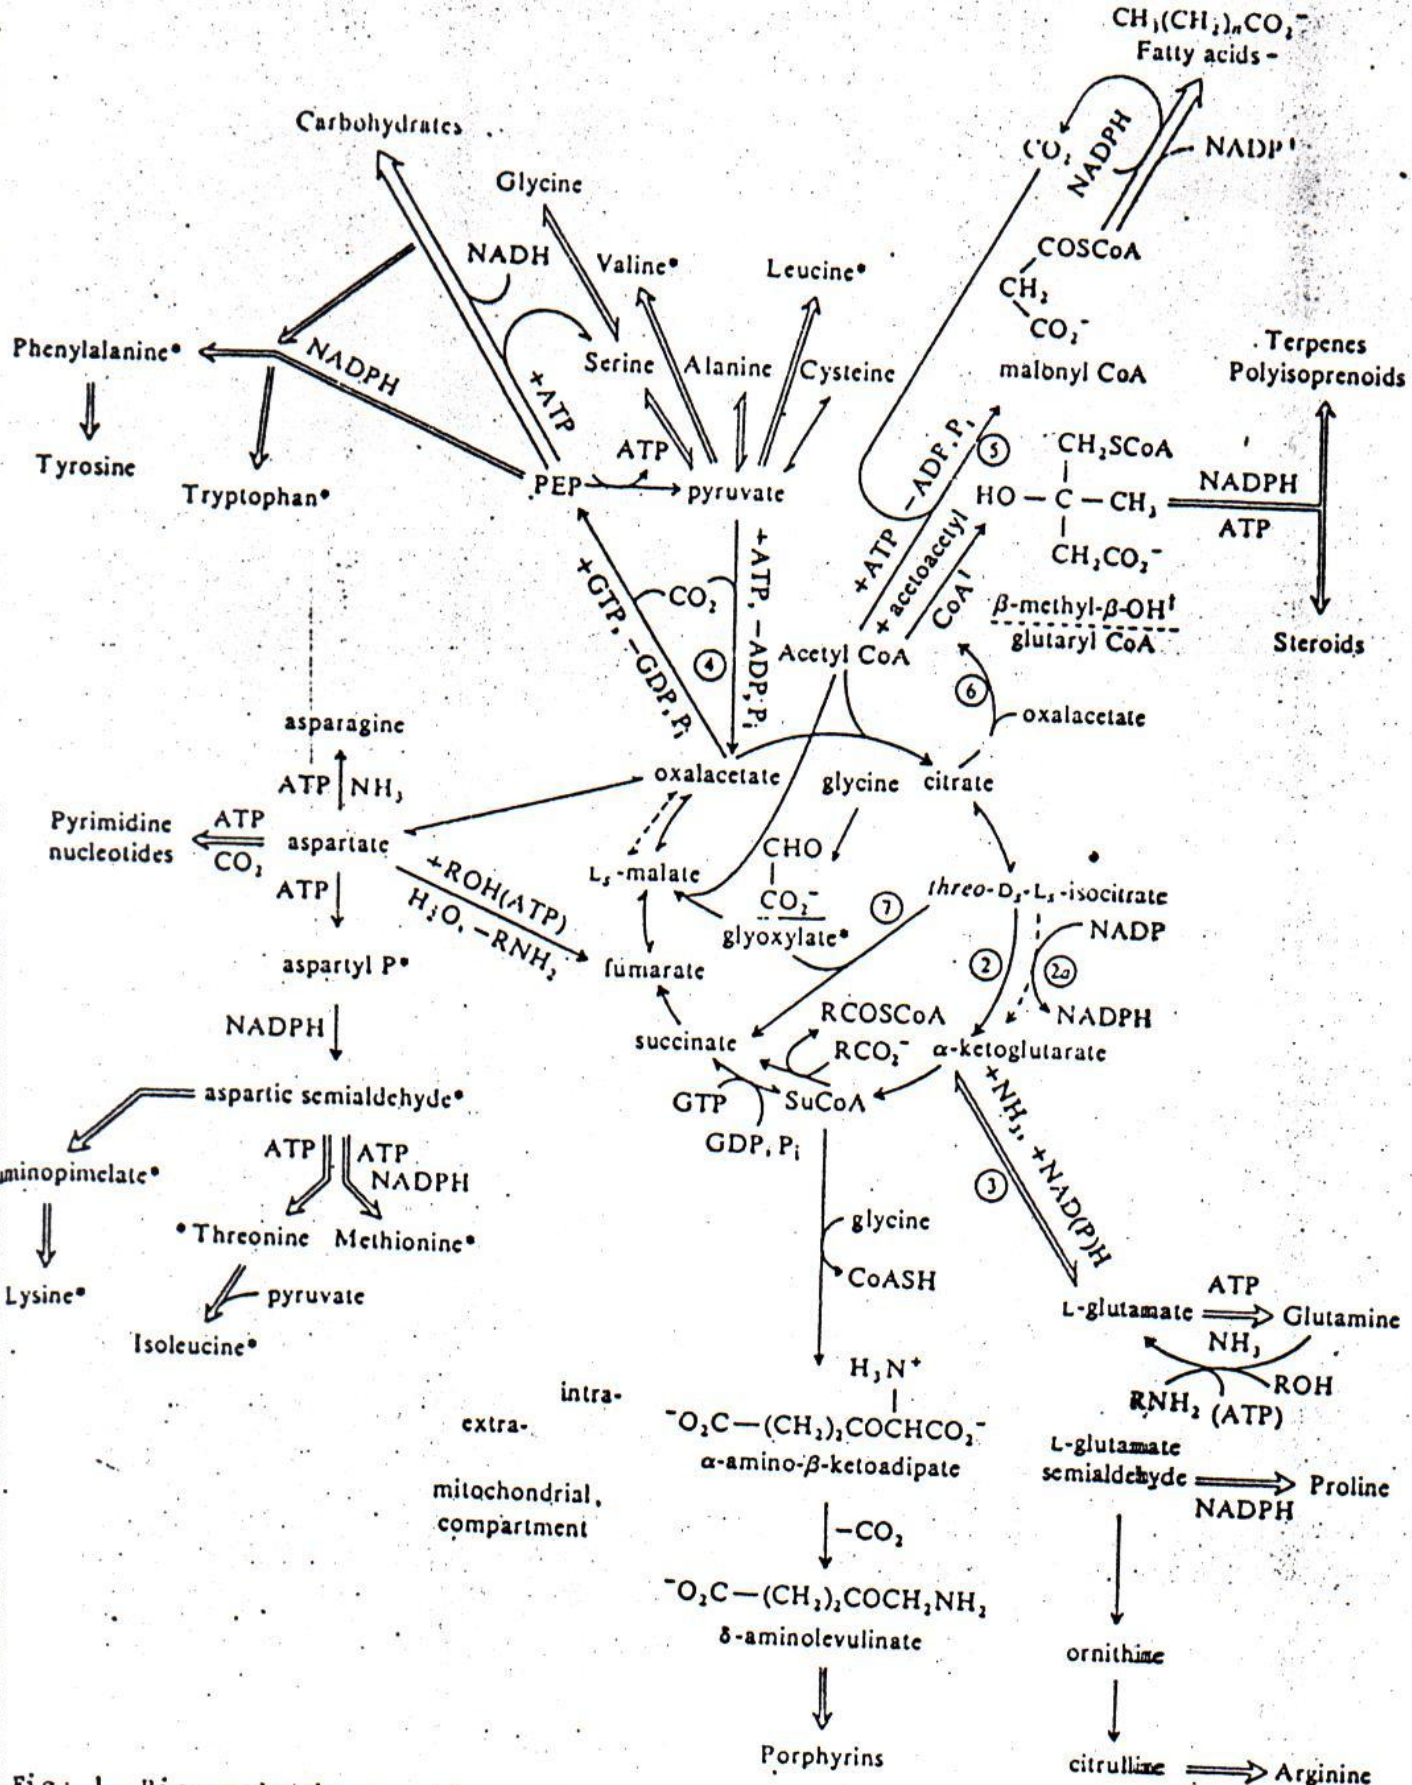 CH₃(CH₂)ₙCO₂⁻
Fatty acids-
Carbohydrates
CO₂
NADPH
NADP⁺
Glycine
NADH
Valine*
Leucine*
COSCoA
CH₂
CO₂⁻
malonyl CoA
Phenylalanine*
NADPH
Serine
Alanine
Cysteine
Terpenes
Polyisoprenoids
+ATP
ATP
Tyrosine
Tryptophan*
PEP
pyruvate
+ATP -ADP, Pᵢ
⑤
CH₂SCoA
HO-C-CH₃
CH₂CO₂⁻
NADPH
ATP
+ acetoacetyl
CoA†
β-methyl-β-OH†
glutaryl CoA
Steroids
+GTP, -GDP, Pᵢ
CO₂
④
+ATP, -ADP, Pᵢ
Acetyl CoA
⑥
oxalacetate
asparagine
ATP
NH₃
oxalacetate
glycine
citrate
Pyrimidine
nucleotides
ATP
CO₂
aspartate
ATP
+ROH(ATP)
H₂O, -RNH₂
Lₛ-malate
CHO
CO₂⁻
glyoxylate*
⑦
threo-Dₛ-Lₛ-isocitrate
NADP
②
2a
NADPH
aspartyl P*
fumarate
NADPH
succinate
RCOSCoA
RCO₂⁻
α-ketoglutarate
aspartic semialdehyde*
GTP
SuCoA
GDP, Pᵢ
+NH₃, +NAD(P)H
③
ATP
ATP
NADPH
minopimelate*
*Threonine
Methionine*
glycine
CoASH
Lysine*
pyruvate
Isoleucine*
L-glutamate
ATP
NH₃
Glutamine
RNH₂
(ATP)
ROH
intra-
extra-
mitochondrial
compartment
H₃N⁺
⁻O₂C-(CH₂)₂COCHCO₂⁻
α-amino-β-ketoadipate
L-glutamate
semialdehyde
NADPH
Proline
-CO₂
⁻O₂C-(CH₂)₂COCH₂NH₂
δ-aminolevulinate
ornithine
Porphyrins
citrulline
Arginine
Fig. 1